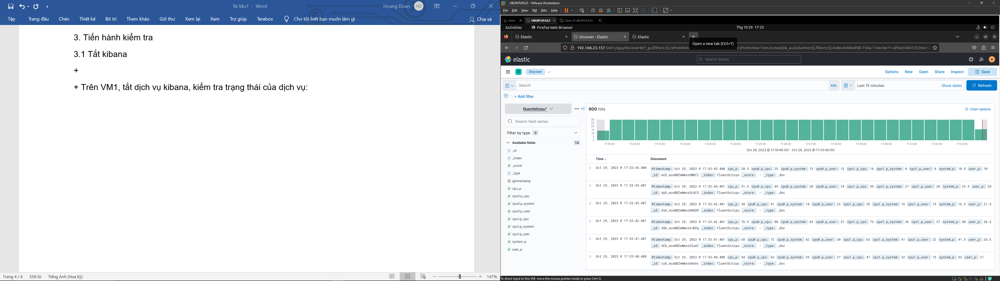 Tài liệu1 - Word
Hoang Doan
HD
Tệp Trang đầu Chèn Thiết kế Bố trí Tham khảo Gửi thư Xem lại Xem Trợ giúp Terabox Cho tôi biết bạn muốn làm gì Chia sẻ
3. Tiến hành kiểm tra
3.1 Tắt kibana
+
+ Trên VM1, tắt dịch vụ kibana, kiểm tra trạng thái của dịch vụ:
Trang 4 / 4 556 từ Tiếng Anh (Hoa Kỳ) 147%
UBUNTUFA23 - VMware Workstation
File Edit View VM Tabs Help
Home UBUNTUFA23 Clone of UBUNTUFA23
Activities Firefox Web Browser Thg 10 29 17:33
Elastic Discover - Elastic Elastic
Open a new tab (Ctrl+T)
192.168.23.157:5601/app/discover#/?_g=(filters:!(),refreshInterval:(pause:!t,value:0),time:(from:now-15m,to:now))&_a=(columns:!(),filters:!(),index:b48b4f80-730a-11ee-be71-affae35b672f,interva
elastic Search Elastic e
D Discover Options New Open Share Inspect Save
Search KQL Last 15 minutes Show dates Refresh
+ Add filter
fluentbitcpu*
Search field names
Filter by type 0
Available fields 14
_id
_index
_score
_type
@timestamp
cpu_p
cpu0.p_cpu
cpu0.p_system
cpu0.p_user
cpu1.p_cpu
cpu1.p_system
cpu1.p_user
system_p
user_p
900 hits
Chart options
30
25
20
15
10
5
0
17:19:00 17:20:00 17:21:00 17:22:00 17:23:00 17:24:00 17:25:00 17:26:00 17:27:00 17:28:00 17:29:00 17:30:00 17:31:00 17:32:00 17:33:00
Oct 29, 2023 @ 17:18:46.100 - Oct 29, 2023 @ 17:33:46.100
Time Document
Oct 29, 2023 @ 17:33:45.400 @timestamp: Oct 29, 2023 @ 17:33:45.400 cpu_p: 20.5 cpu0.p_cpu: 25 cpu0.p_system: 13 cpu0.p_user: 12 cpu1.p_cpu: 16 cpu1.p_system: 8 cpu1.p_user: 8 system_p: 10.5 user_p: 10
_id: eCD_eosBBZwNmxsSMKCl _index: fluentbitcpu _score: - _type: _doc
Oct 29, 2023 @ 17:33:44.401 @timestamp: Oct 29, 2023 @ 17:33:44.401 cpu_p: 51.5 cpu0.p_cpu: 49 cpu0.p_system: 20 cpu0.p_user: 29 cpu1.p_cpu: 55 cpu1.p_system: 27 cpu1.p_user: 28 system_p: 23.5 user_p: 28
_id: dyD_eosBBZwNmxsSLKC5 _index: fluentbitcpu _score: - _type: _doc
Oct 29, 2023 @ 17:33:43.401 @timestamp: Oct 29, 2023 @ 17:33:43.401 cpu_p: 38 cpu0.p_cpu: 41 cpu0.p_system: 18 cpu0.p_user: 23 cpu1.p_cpu: 35 cpu1.p_system: 16 cpu1.p_user: 19 system_p: 16.5 user_p: 21.5
_id: diD_eosBBZwNmxsSKKDR _index: fluentbitcpu _score: - _type: _doc
Oct 29, 2023 @ 17:33:42.401 @timestamp: Oct 29, 2023 @ 17:33:42.401 cpu_p: 76.5 cpu0.p_cpu: 80 cpu0.p_system: 43 cpu0.p_user: 37 cpu1.p_cpu: 73 cpu1.p_system: 36 cpu1.p_user: 37 system_p: 40 user_p: 36.5
_id: dSD_eosBBZwNmxsSJKDq _index: fluentbitcpu _score: - _type: _doc
Oct 29, 2023 @ 17:33:41.401 @timestamp: Oct 29, 2023 @ 17:33:41.401 cpu_p: 68 cpu0.p_cpu: 72 cpu0.p_system: 42 cpu0.p_user: 30 cpu1.p_cpu: 63 cpu1.p_system: 41 cpu1.p_user: 22 system_p: 41.5 user_p: 26.5
_id: dCD_eosBBZwNmxsSIaAC _index: fluentbitcpu _score: - _type: _doc
Oct 29, 2023 @ 17:33:40.408 @timestamp: Oct 29, 2023 @ 17:33:40.408 cpu_p: 54 cpu0.p_cpu: 62 cpu0.p_system: 35 cpu0.p_user: 27 cpu1.p_cpu: 47 cpu1.p_system: 32 cpu1.p_user: 15 system_p: 33 user_p: 21
_id: cyD_eosBBZwNmxsSHaAc _index: fluentbitcpu _score: - _type: _doc
To direct input to this VM, move the mouse pointer inside or press Ctrl+G.